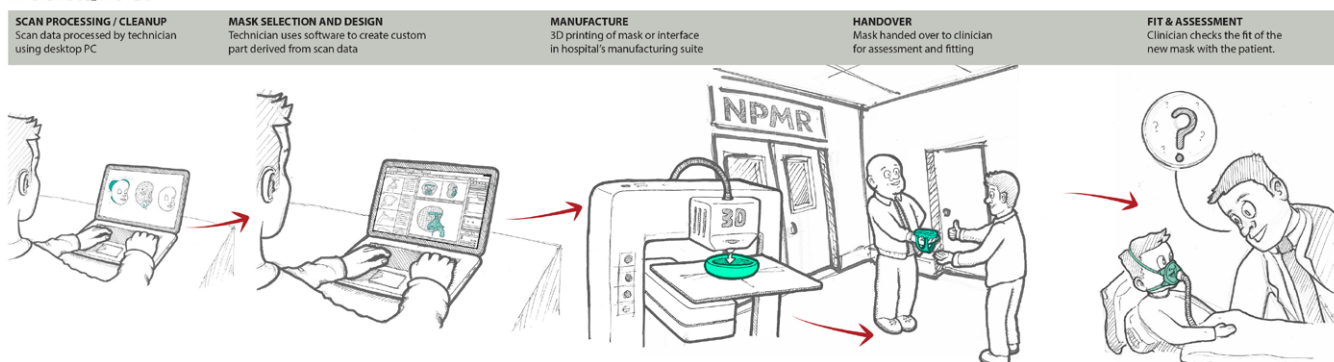 SCAN PROCESSING / CLEANUP
Scan data processed by technician
using desktop PC
MASK SELECTION AND DESIGN
Technician uses software to create custom
part derived from scan data
MANUFACTURE
3D printing of mask or interface
in hospital's manufacturing suite
HANDOVER
Mask handed over to clinician
for assessment and fitting
FIT & ASSESSMENT
Clinician checks the fit of the
new mask with the patient.
NPMR
3D
?
? ?
?